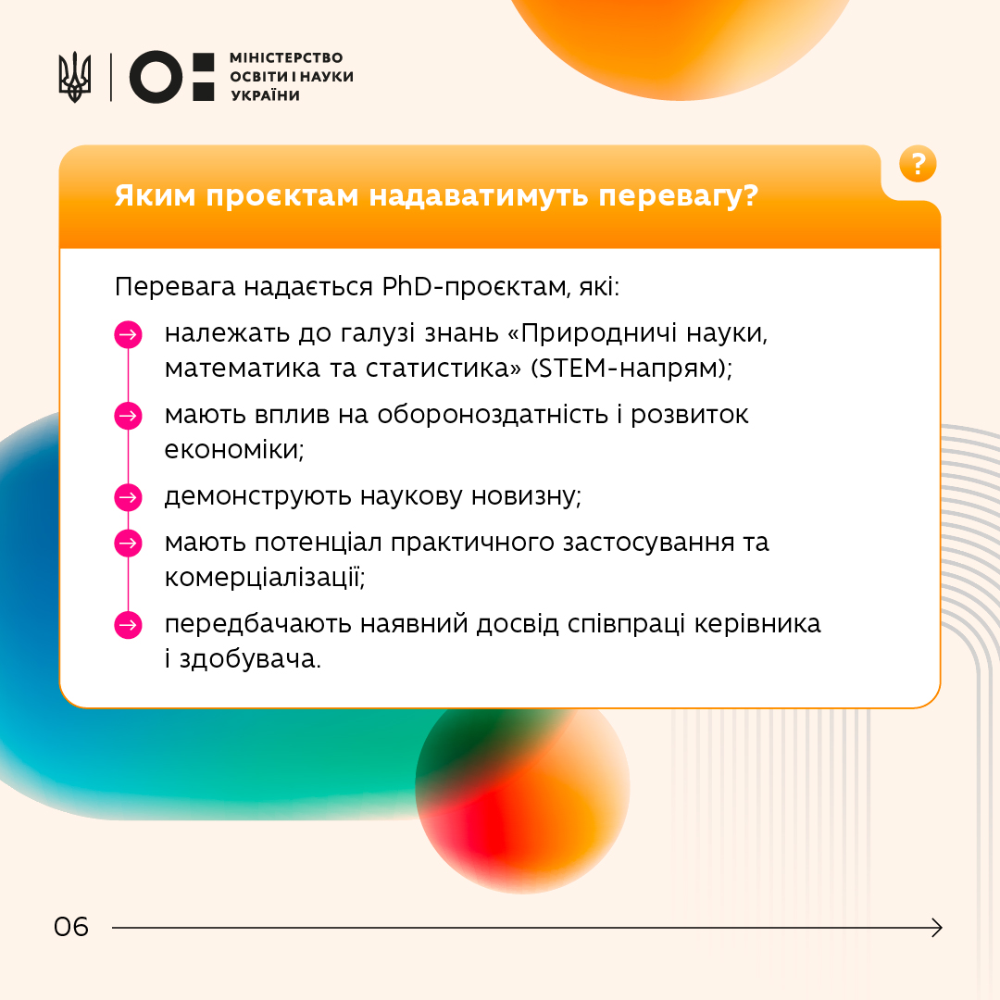 МІНІСТЕРСТВО
ОСВІТИ І НАУКИ
УКРАЇНИ
Яким проєктам надаватимуть перевагу?
?
Перевага надається PhD-проєктам, які:
належать до галузі знань «Природничі науки,
математика та статистика» (STEM-напрям);
мають вплив на обороноздатність і розвиток
економіки;
демонструють наукову новизну;
мають потенціал практичного застосування та
комерціалізації;
передбачають наявний досвід співпраці керівника
і здобувача.
06